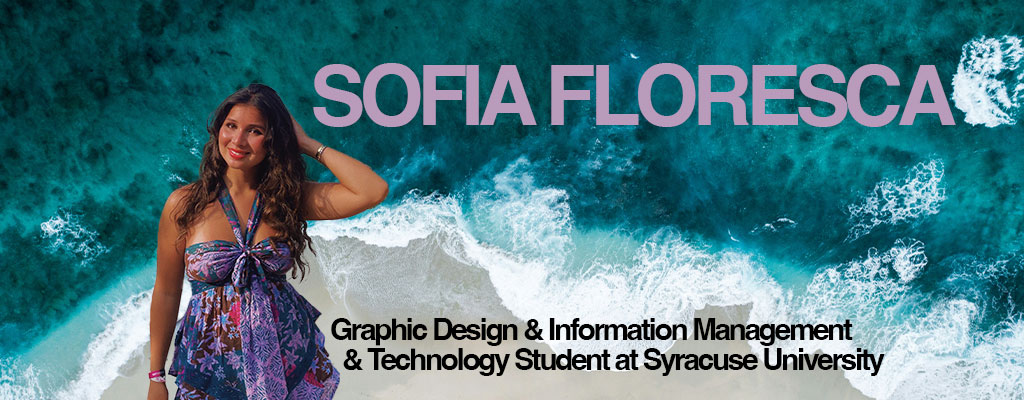 SOFIA FLORESCA
Graphic Design & Information Management
& Technology Student at Syracuse University